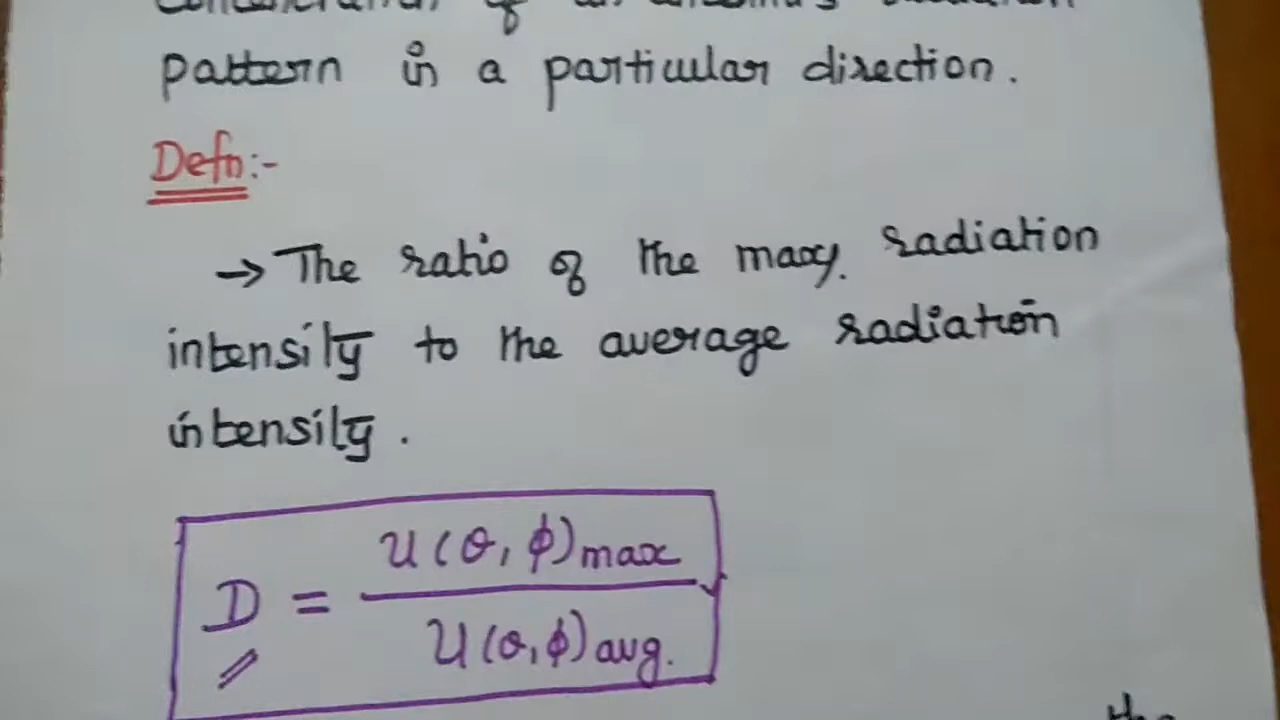 pattern in a particular direction.
Defn:-
→ The ratio of the max. radiation
intensity to the average radiation
intensity.
D = U(θ, ϕ)max / U(θ, ϕ)avg.
the